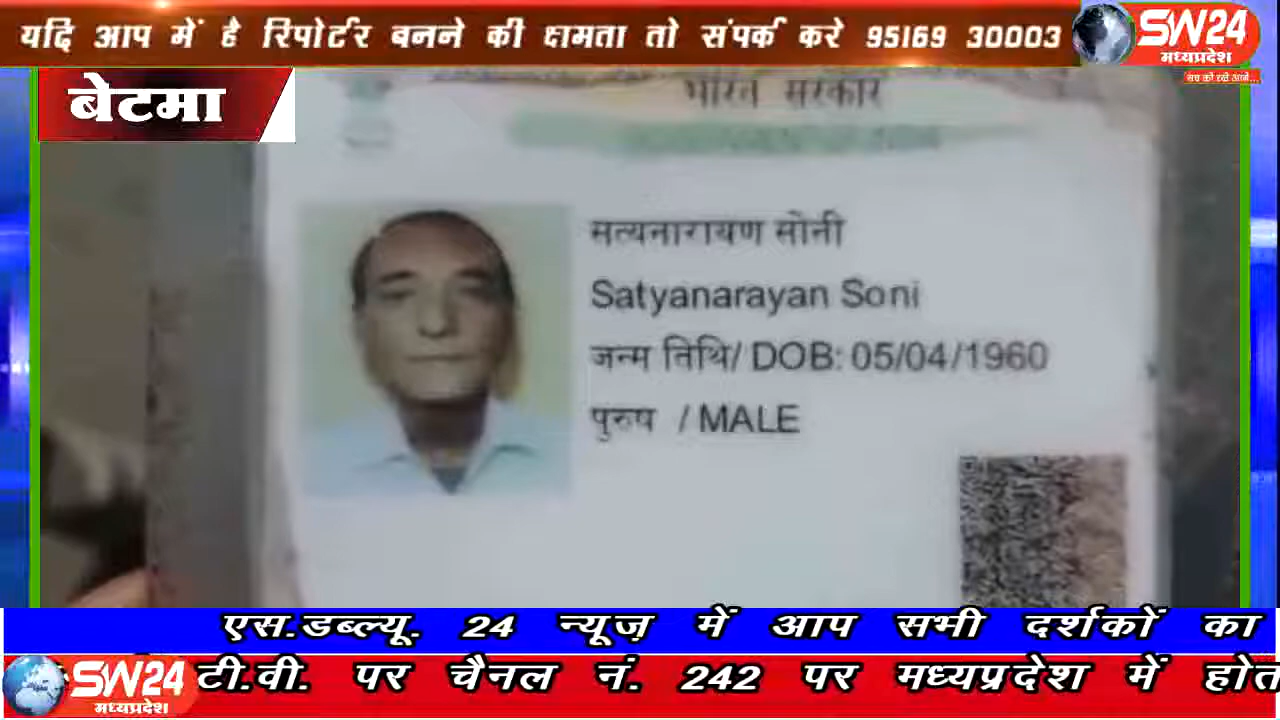 यदि आप में है रिपोर्टर बनने की क्षमता तो संपर्क करे 95169 30003
SW24
मध्यप्रदेश
बेटमा
भारत सरकार
सत्यनारायण सोनी
Satyanarayan Soni
जन्म तिथि/ DOB: 05/04/1960
पुरुष / MALE
एस.डब्ल्यू. 24 न्यूज़ में आप सभी दर्शकों का
SW24
मध्यप्रदेश
टी.वी. पर चैनल नं. 242 पर मध्यप्रदेश में